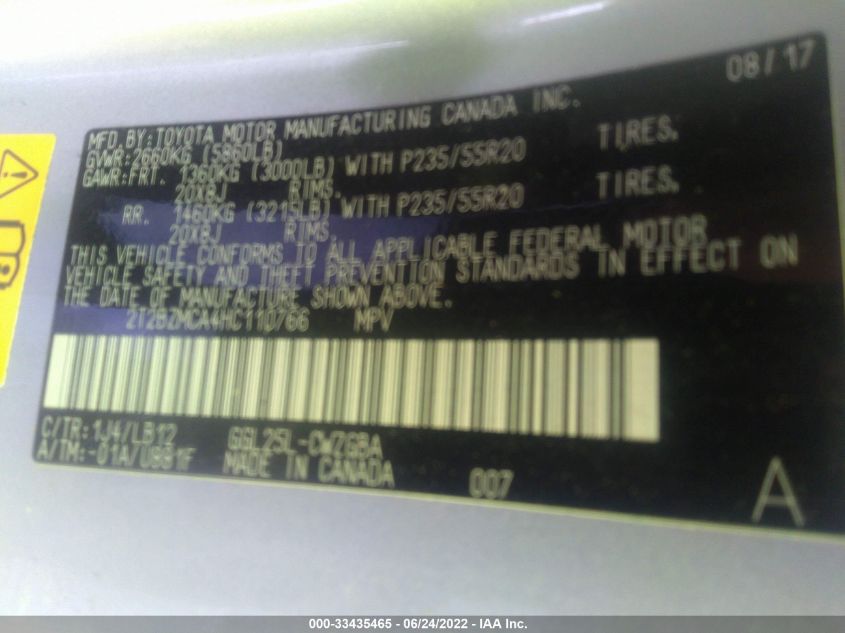 08/17
MFD. BY: TOYOTA MOTOR MANUFACTURING CANADA INC.
GVWR: 2660KG (5860LB)
GAWR: FRT. 1360KG (3000LB) WITH P235/55R20 TIRES.
20X8J RIMS.
RR. 1460KG (3215LB) WITH P235/55R20 TIRES.
20X8J RIMS.
THIS VEHICLE CONFORMS TO ALL APPLICABLE FEDERAL MOTOR
VEHICLE SAFETY AND THEFT PREVENTION STANDARDS IN EFFECT ON
THE DATE OF MANUFACTURE SHOWN ABOVE.
2T2BZMCA4HC110766 MPV
C/TR: 1J4/LB12 GGL25L-CWZGBA
A/TM: -01A/U881F MADE IN CANADA 007
A
000-33435465 - 06/24/2022 - IAA Inc.